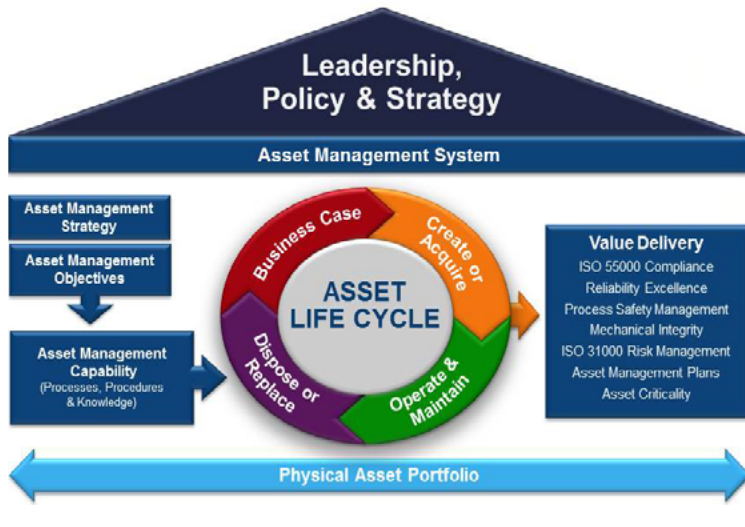 Leadership,
Policy & Strategy
Asset Management System
Asset Management
Strategy
Asset Management
Objectives
Asset Management
Capability
(Processes, Procedures
& Knowledge)
Business Case
Create or
Acquire
Operate &
Maintain
Dispose or
Replace
ASSET
LIFE CYCLE
Value Delivery
ISO 55000 Compliance
Reliability Excellence
Process Safety Management
Mechanical Integrity
ISO 31000 Risk Management
Asset Management Plans
Asset Criticality
Physical Asset Portfolio